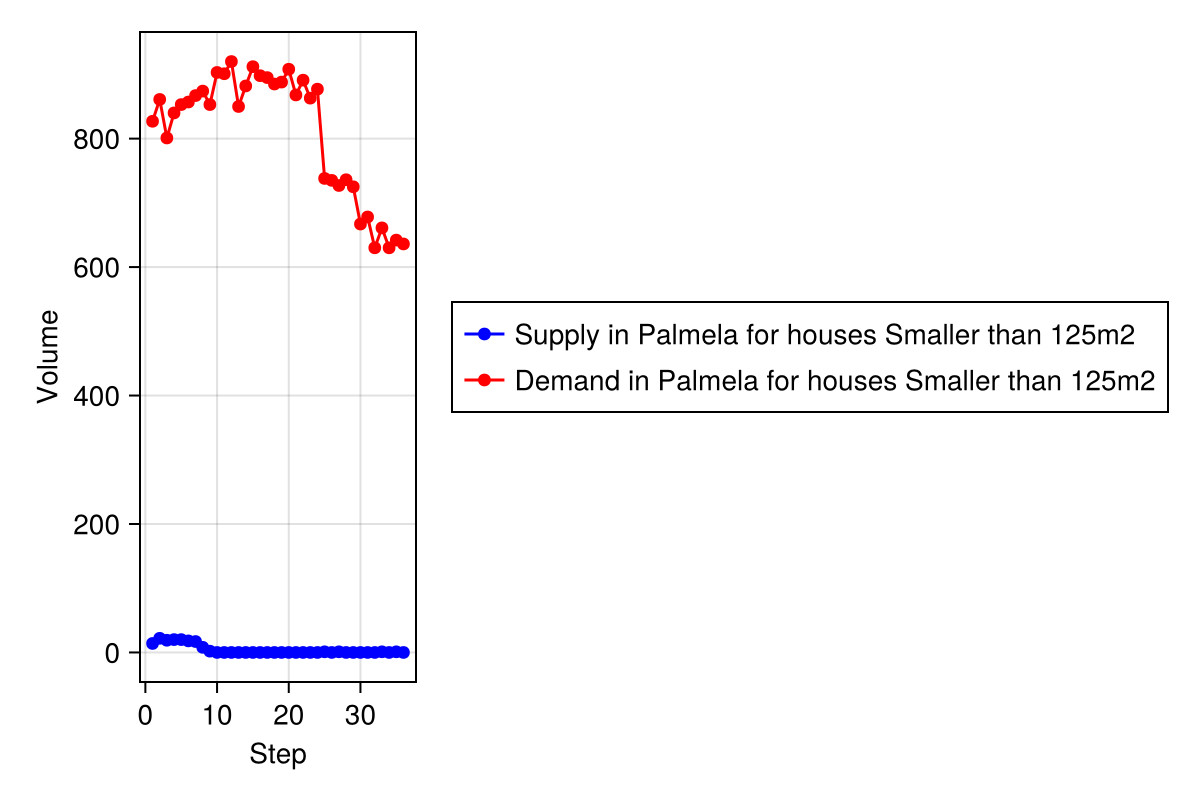 800
600
400
200
0
Volume
0 10 20 30
Step
Supply in Palmela for houses Smaller than 125m2
Demand in Palmela for houses Smaller than 125m2